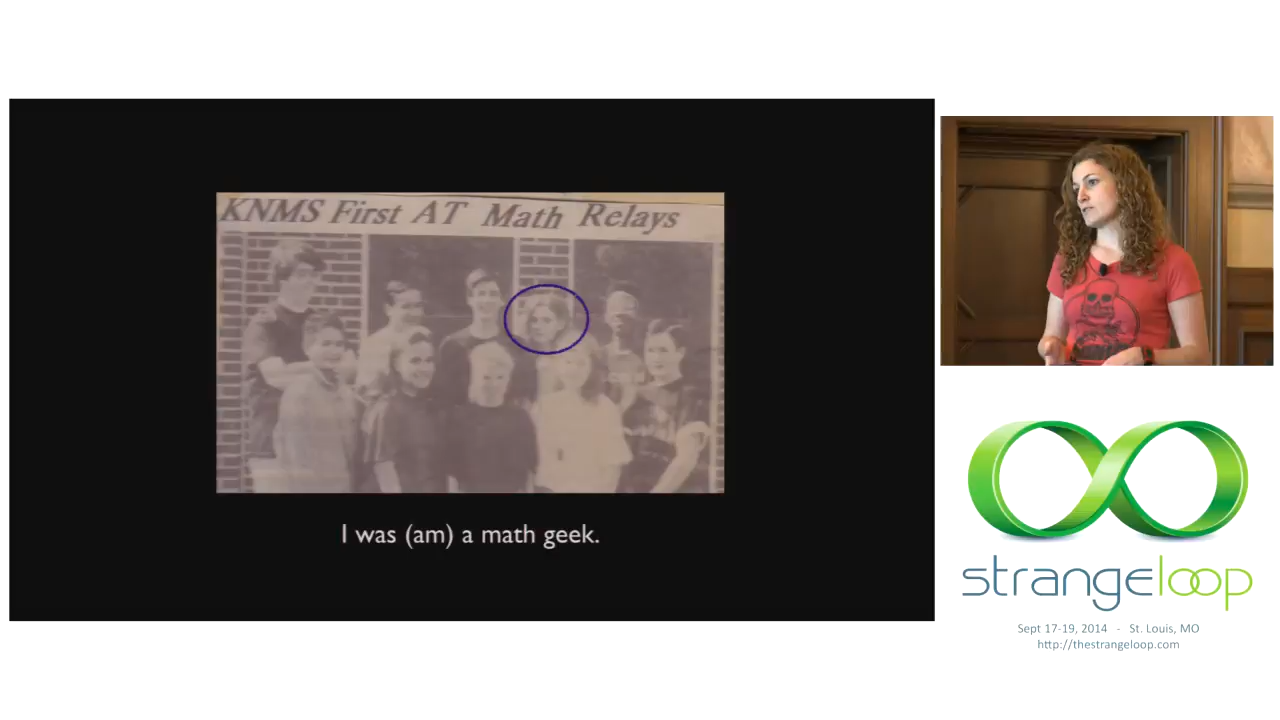 KNMS First AT Math Relays
I was (am) a math geek.
strangeloop
Sept 17-19, 2014 - St. Louis, MO
http://thestrangeloop.com